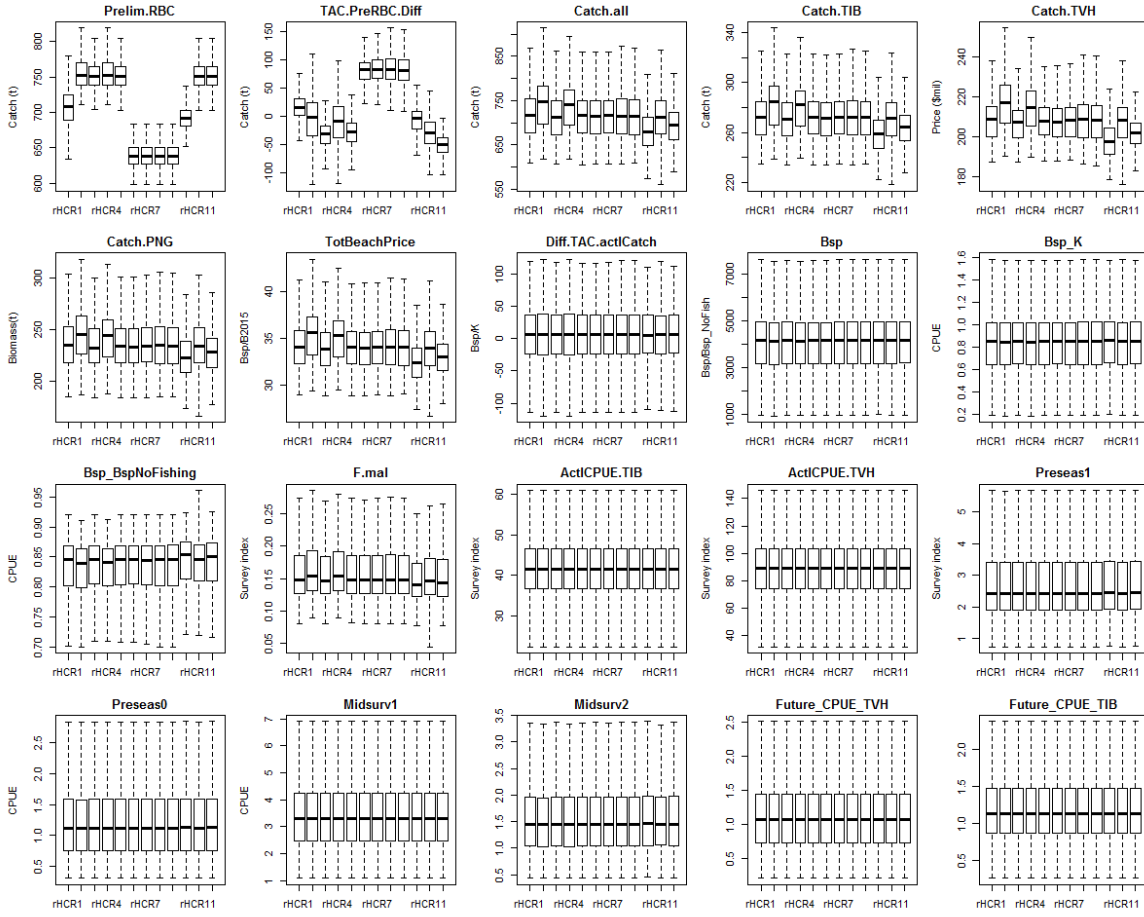 Prelim.RBC
Catch (t)
600 650 700 750 800
rHCR1 rHCR4 rHCR7 rHCR11
TAC.PreRBC.Diff
Catch (t)
-100 -50 0 50 100 150
rHCR1 rHCR4 rHCR7 rHCR11
Catch.all
Catch (t)
550 650 750 850
rHCR1 rHCR4 rHCR7 rHCR11
Catch.TIB
Catch (t)
220 260 300 340
rHCR1 rHCR4 rHCR7 rHCR11
Catch.TVH
Price ($mil)
180 200 220 240
rHCR1 rHCR4 rHCR7 rHCR11
Catch.PNG
Biomass(t)
200 250 300
rHCR1 rHCR4 rHCR7 rHCR11
TotBeachPrice
Bsp/B2015
30 35 40
rHCR1 rHCR4 rHCR7 rHCR11
Diff.TAC.actlCatch
Bsp/K
-100 -50 0 50 100
rHCR1 rHCR4 rHCR7 rHCR11
Bsp
Bsp/Bsp_NoFish
1000 3000 5000 7000
rHCR1 rHCR4 rHCR7 rHCR11
Bsp_K
CPUE
0.2 0.4 0.6 0.8 1.0 1.2 1.4 1.6
rHCR1 rHCR4 rHCR7 rHCR11
Bsp_BspNoFishing
CPUE
0.70 0.75 0.80 0.85 0.90 0.95
rHCR1 rHCR4 rHCR7 rHCR11
F.mal
Survey index
0.05 0.10 0.15 0.20 0.25
rHCR1 rHCR4 rHCR7 rHCR11
ActlCPUE.TIB
Survey index
30 40 50 60
rHCR1 rHCR4 rHCR7 rHCR11
ActlCPUE.TVH
Survey index
40 60 80 100 120 140
rHCR1 rHCR4 rHCR7 rHCR11
Preseas1
Survey index
1 2 3 4 5
rHCR1 rHCR4 rHCR7 rHCR11
Preseas0
CPUE
0.5 1.0 1.5 2.0 2.5
rHCR1 rHCR4 rHCR7 rHCR11
Midsurv1
CPUE
1 2 3 4 5 6 7
rHCR1 rHCR4 rHCR7 rHCR11
Midsurv2
0.5 1.0 1.5 2.0 2.5 3.0 3.5
rHCR1 rHCR4 rHCR7 rHCR11
Future_CPUE_TVH
0.5 1.0 1.5 2.0 2.5
rHCR1 rHCR4 rHCR7 rHCR11
Future_CPUE_TIB
0.5 1.0 1.5 2.0
rHCR1 rHCR4 rHCR7 rHCR11